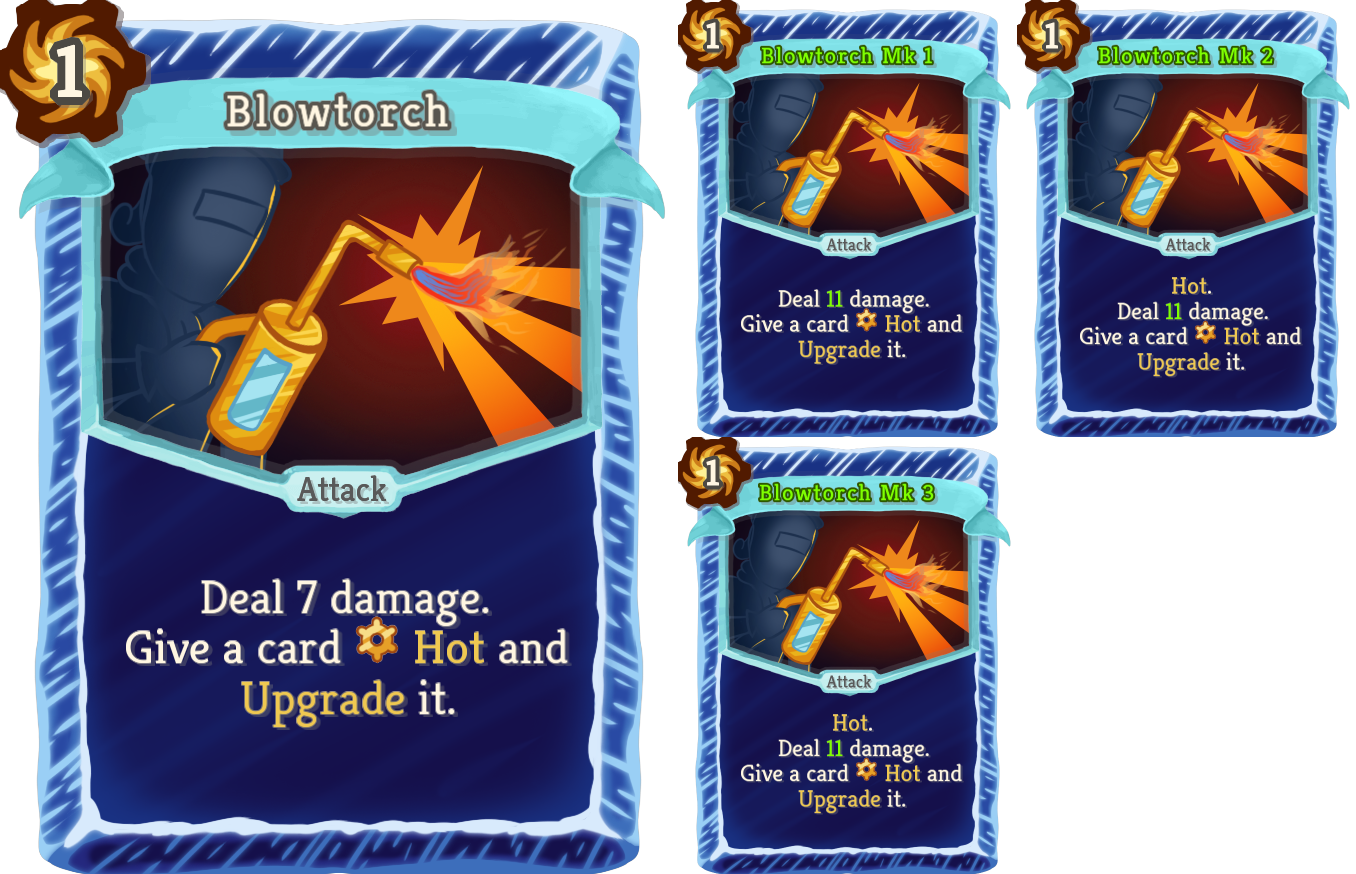 1
Blowtorch
Attack
Deal 7 damage.
Give a card Hot and
Upgrade it.
1
Blowtorch Mk 1
Attack
Deal 11 damage.
Give a card Hot and
Upgrade it.
1
Blowtorch Mk 2
Attack
Hot.
Deal 11 damage.
Give a card Hot and
Upgrade it.
1
Blowtorch Mk 3
Attack
Hot.
Deal 11 damage.
Give a card Hot and
Upgrade it.